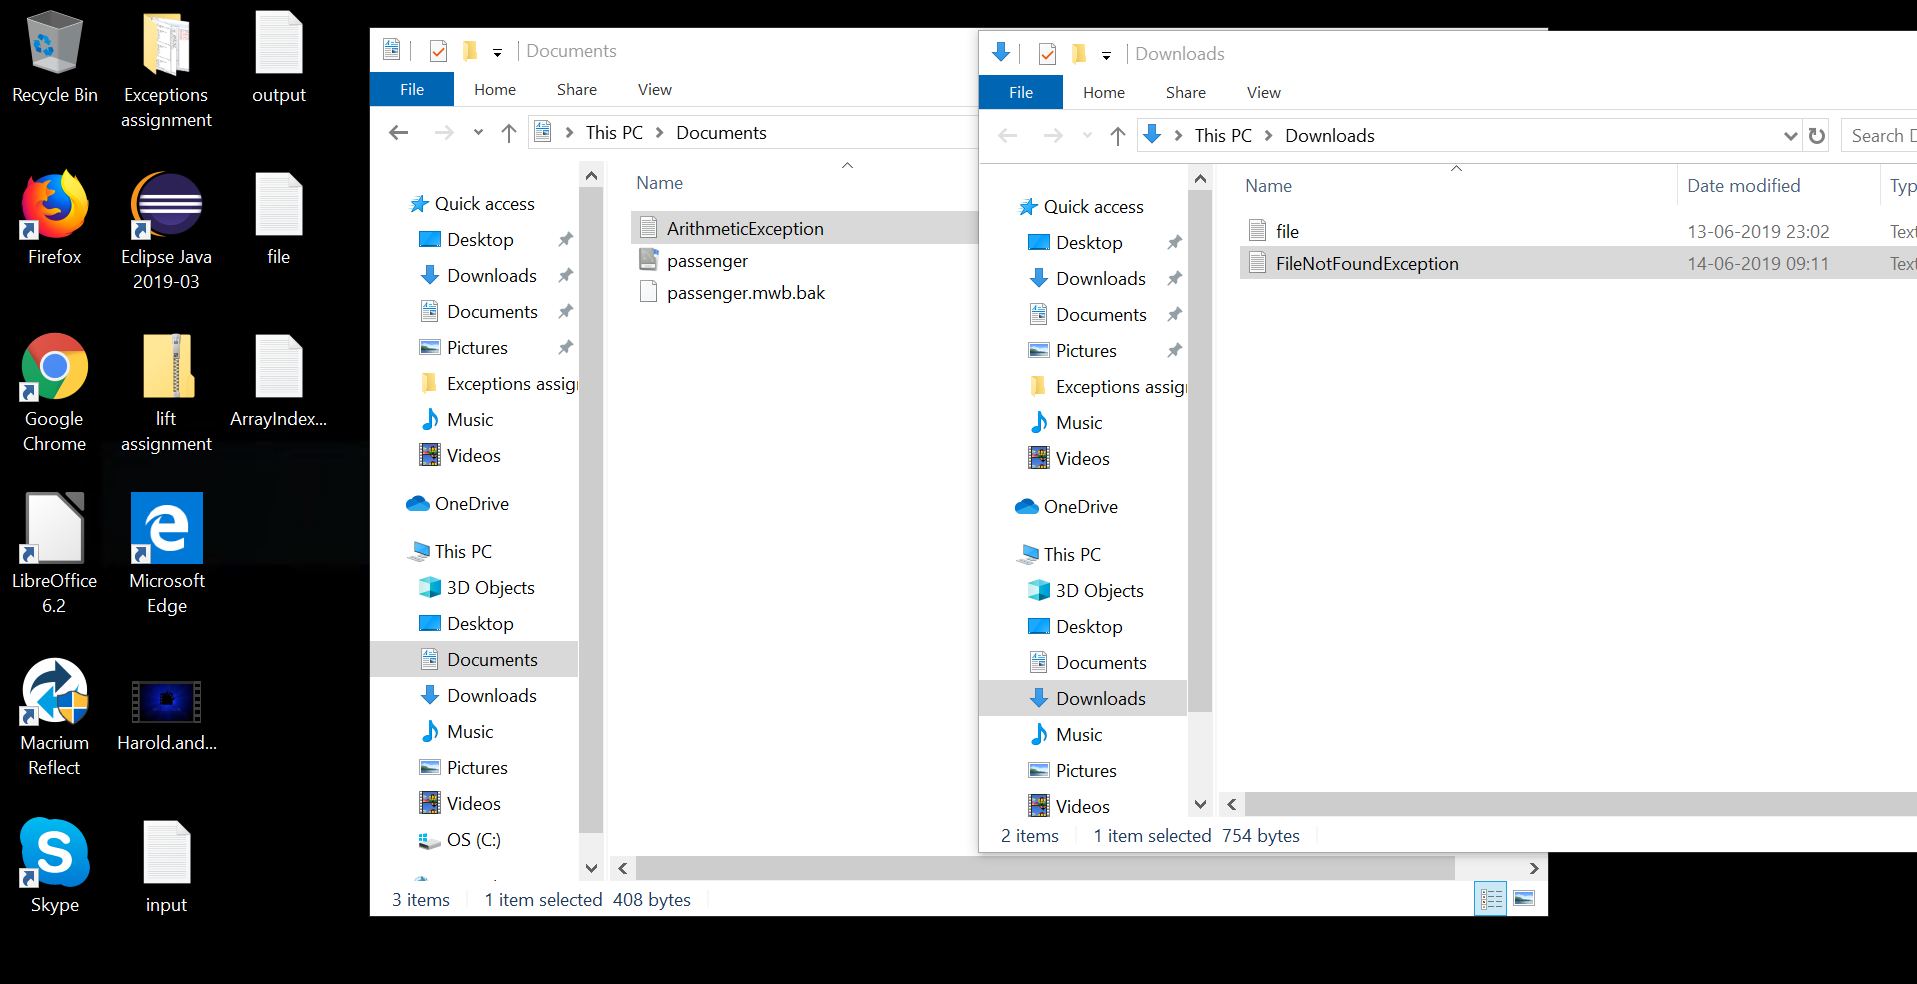 Recycle Bin
Exceptions
assignment
output
Firefox
Eclipse Java
2019-03
file
Google
Chrome
lift
assignment
ArrayIndex...
LibreOffice
6.2
Microsoft
Edge
Macrium
Reflect
Harold.and...
Skype
input
Documents
File
Home
Share
View
This PC
Documents
Name
Quick access
Desktop
Downloads
Documents
Pictures
Exceptions assig
Music
Videos
OneDrive
This PC
3D Objects
Desktop
Documents
Downloads
Music
Pictures
Videos
OS (C:)
ArithmeticException
passenger
passenger.mwb.bak
3 items
1 item selected 408 bytes
Downloads
File
Home
Share
View
This PC
Downloads
Search D
Name
Date modified
Typ
Quick access
Desktop
Downloads
Documents
Pictures
Exceptions assig
Music
Videos
OneDrive
This PC
3D Objects
Desktop
Documents
Downloads
Music
Pictures
Videos
file
13-06-2019 23:02
Text
FileNotFoundException
14-06-2019 09:11
Text
2 items
1 item selected 754 bytes